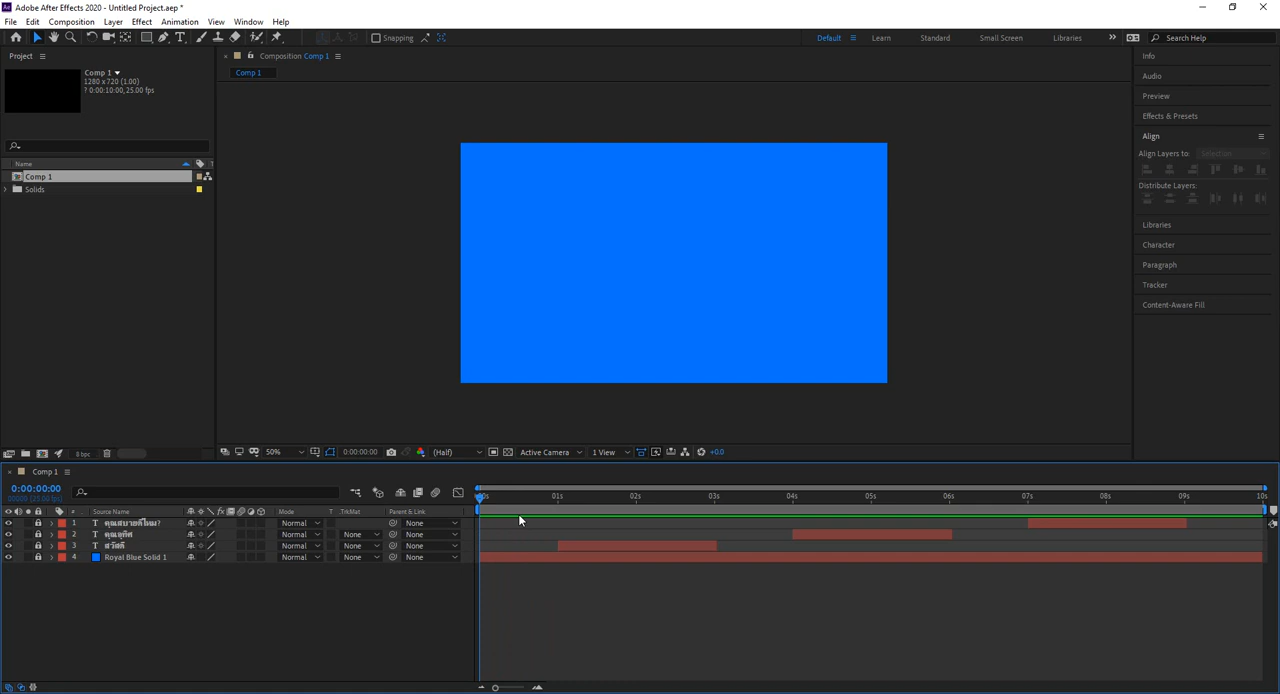 Adobe After Effects 2020 - Untitled Project.aep *
File Edit Composition Layer Effect Animation View Window Help
Snapping Default Learn Standard Small Screen Libraries Search Help
Project
Comp 1
1280 x 720 (1.00)
0:00:10:00, 25.00 fps
Name
Comp 1
Solids
8 bpc
Composition Comp 1
Comp 1
50% 0:00:00:00 (Half) Active Camera 1 View +0.0
Info
Audio
Preview
Effects & Presets
Align
Align Layers to: Selection
Distribute Layers:
Libraries
Character
Paragraph
Tracker
Content-Aware Fill
Comp 1
0:00:00:00
00000 (25.00 fps)
01s 02s 03s 04s 05s 06s 07s 08s 09s 10s
# Source Name Mode T .TrkMat Parent & Link
1 T คุณสบายดีไหม? Normal None
2 T Normal None None
3 T สวัสดี Normal None None
4 Royal Blue Solid 1 Normal None None